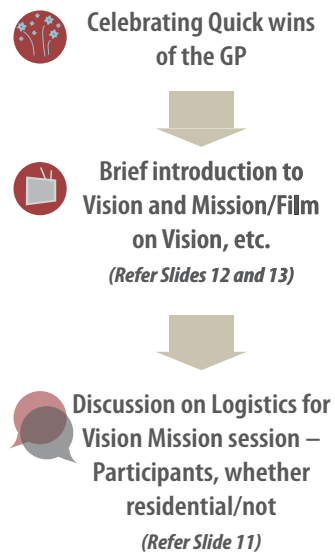 Celebrating Quick wins
of the GP
Brief introduction to
Vision and Mission/Film
on Vision, etc.
(Refer Slides 12 and 13)
Discussion on Logistics for
Vision Mission session –
Participants, whether
residential/not
(Refer Slide 11)